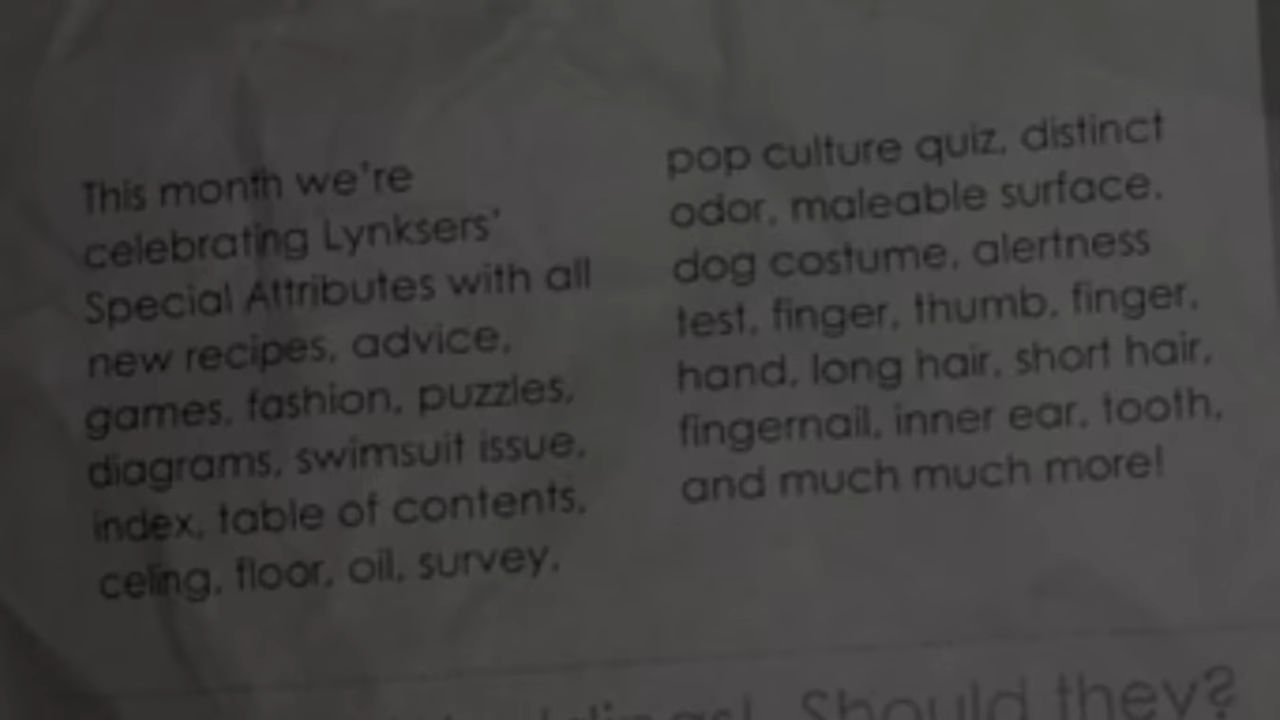 This month we're
celebrating Lynksers'
Special Attributes with all
new recipes, advice,
games, fashion, puzzles,
diagrams, swimsuit issue,
index, table of contents,
celing, floor, oil, survey,
pop culture quiz, distinct
odor, maleable surface,
dog costume, alertness
test, finger, thumb, finger,
hand, long hair, short hair,
fingernail, inner ear, tooth,
and much much more!
Should they?